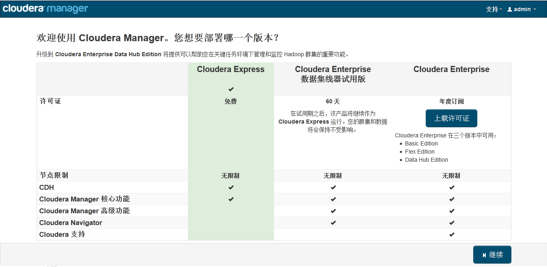 cloudera manager
支持
admin
欢迎使用 Cloudera Manager。您想要部署哪一个版本?
升级到 Cloudera Enterprise Data Hub Edition 将提供可以帮助您在关键任务环境下管理和监控 Hadoop 群集的重要功能。
Cloudera Express
Cloudera Enterprise
数据集线器试用版
Cloudera Enterprise
许可证
免费
60 天
在试用期之后,该产品将继续作为
Cloudera Express 运行。您的群集和数据
将会保持不受影响。
年度订阅
上载许可证
Cloudera Enterprise 在三个版本中可用:
Basic Edition
Flex Edition
Data Hub Edition
节点限制 无限制 无限制 无限制
CDH
Cloudera Manager 核心功能
Cloudera Manager 高级功能
Cloudera Navigator
Cloudera 支持
继续